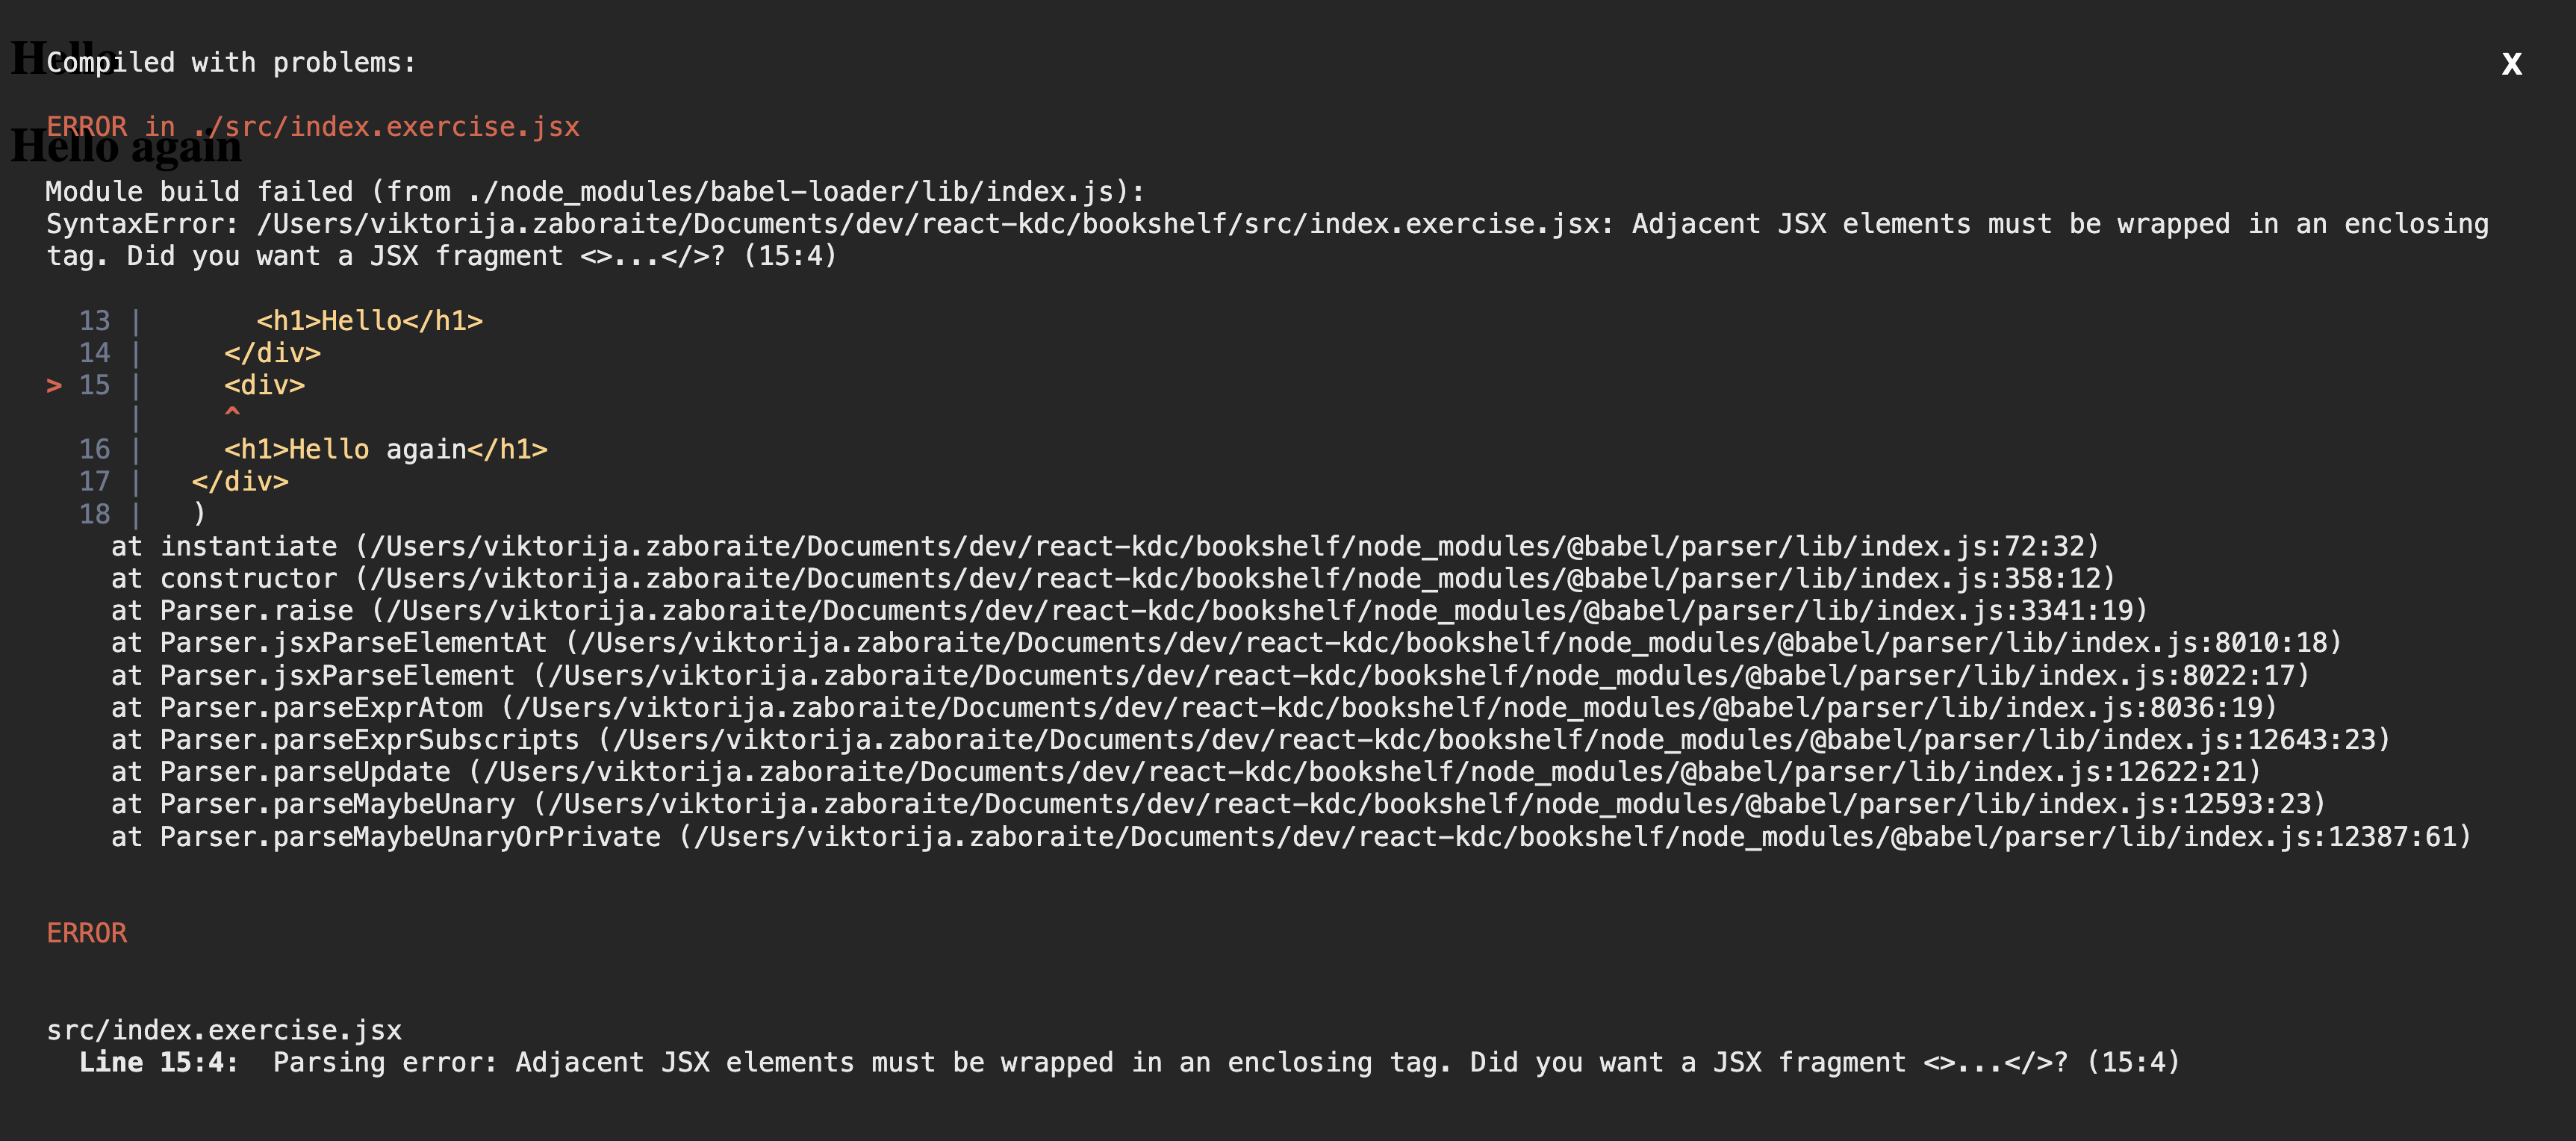 Hello
Compiled with problems:
X
ERROR in ./src/index.exercise.jsx
Hello again
Module build failed (from ./node_modules/babel-loader/lib/index.js):
SyntaxError: /Users/viktorija.zaboraite/Documents/dev/react-kdc/bookshelf/src/index.exercise.jsx: Adjacent JSX elements must be wrapped in an enclosing
tag. Did you want a JSX fragment <>...</>? (15:4)
  13 |       <h1>Hello</h1>
  14 |     </div>
> 15 |     <div>
     |     ^
  16 |     <h1>Hello again</h1>
  17 |   </div>
  18 |   )
    at instantiate (/Users/viktorija.zaboraite/Documents/dev/react-kdc/bookshelf/node_modules/@babel/parser/lib/index.js:72:32)
    at constructor (/Users/viktorija.zaboraite/Documents/dev/react-kdc/bookshelf/node_modules/@babel/parser/lib/index.js:358:12)
    at Parser.raise (/Users/viktorija.zaboraite/Documents/dev/react-kdc/bookshelf/node_modules/@babel/parser/lib/index.js:3341:19)
    at Parser.jsxParseElementAt (/Users/viktorija.zaboraite/Documents/dev/react-kdc/bookshelf/node_modules/@babel/parser/lib/index.js:8010:18)
    at Parser.jsxParseElement (/Users/viktorija.zaboraite/Documents/dev/react-kdc/bookshelf/node_modules/@babel/parser/lib/index.js:8022:17)
    at Parser.parseExprAtom (/Users/viktorija.zaboraite/Documents/dev/react-kdc/bookshelf/node_modules/@babel/parser/lib/index.js:8036:19)
    at Parser.parseExprSubscripts (/Users/viktorija.zaboraite/Documents/dev/react-kdc/bookshelf/node_modules/@babel/parser/lib/index.js:12643:23)
    at Parser.parseUpdate (/Users/viktorija.zaboraite/Documents/dev/react-kdc/bookshelf/node_modules/@babel/parser/lib/index.js:12622:21)
    at Parser.parseMaybeUnary (/Users/viktorija.zaboraite/Documents/dev/react-kdc/bookshelf/node_modules/@babel/parser/lib/index.js:12593:23)
    at Parser.parseMaybeUnaryOrPrivate (/Users/viktorija.zaboraite/Documents/dev/react-kdc/bookshelf/node_modules/@babel/parser/lib/index.js:12387:61)
ERROR
src/index.exercise.jsx
  Line 15:4:  Parsing error: Adjacent JSX elements must be wrapped in an enclosing tag. Did you want a JSX fragment <>...</>? (15:4)